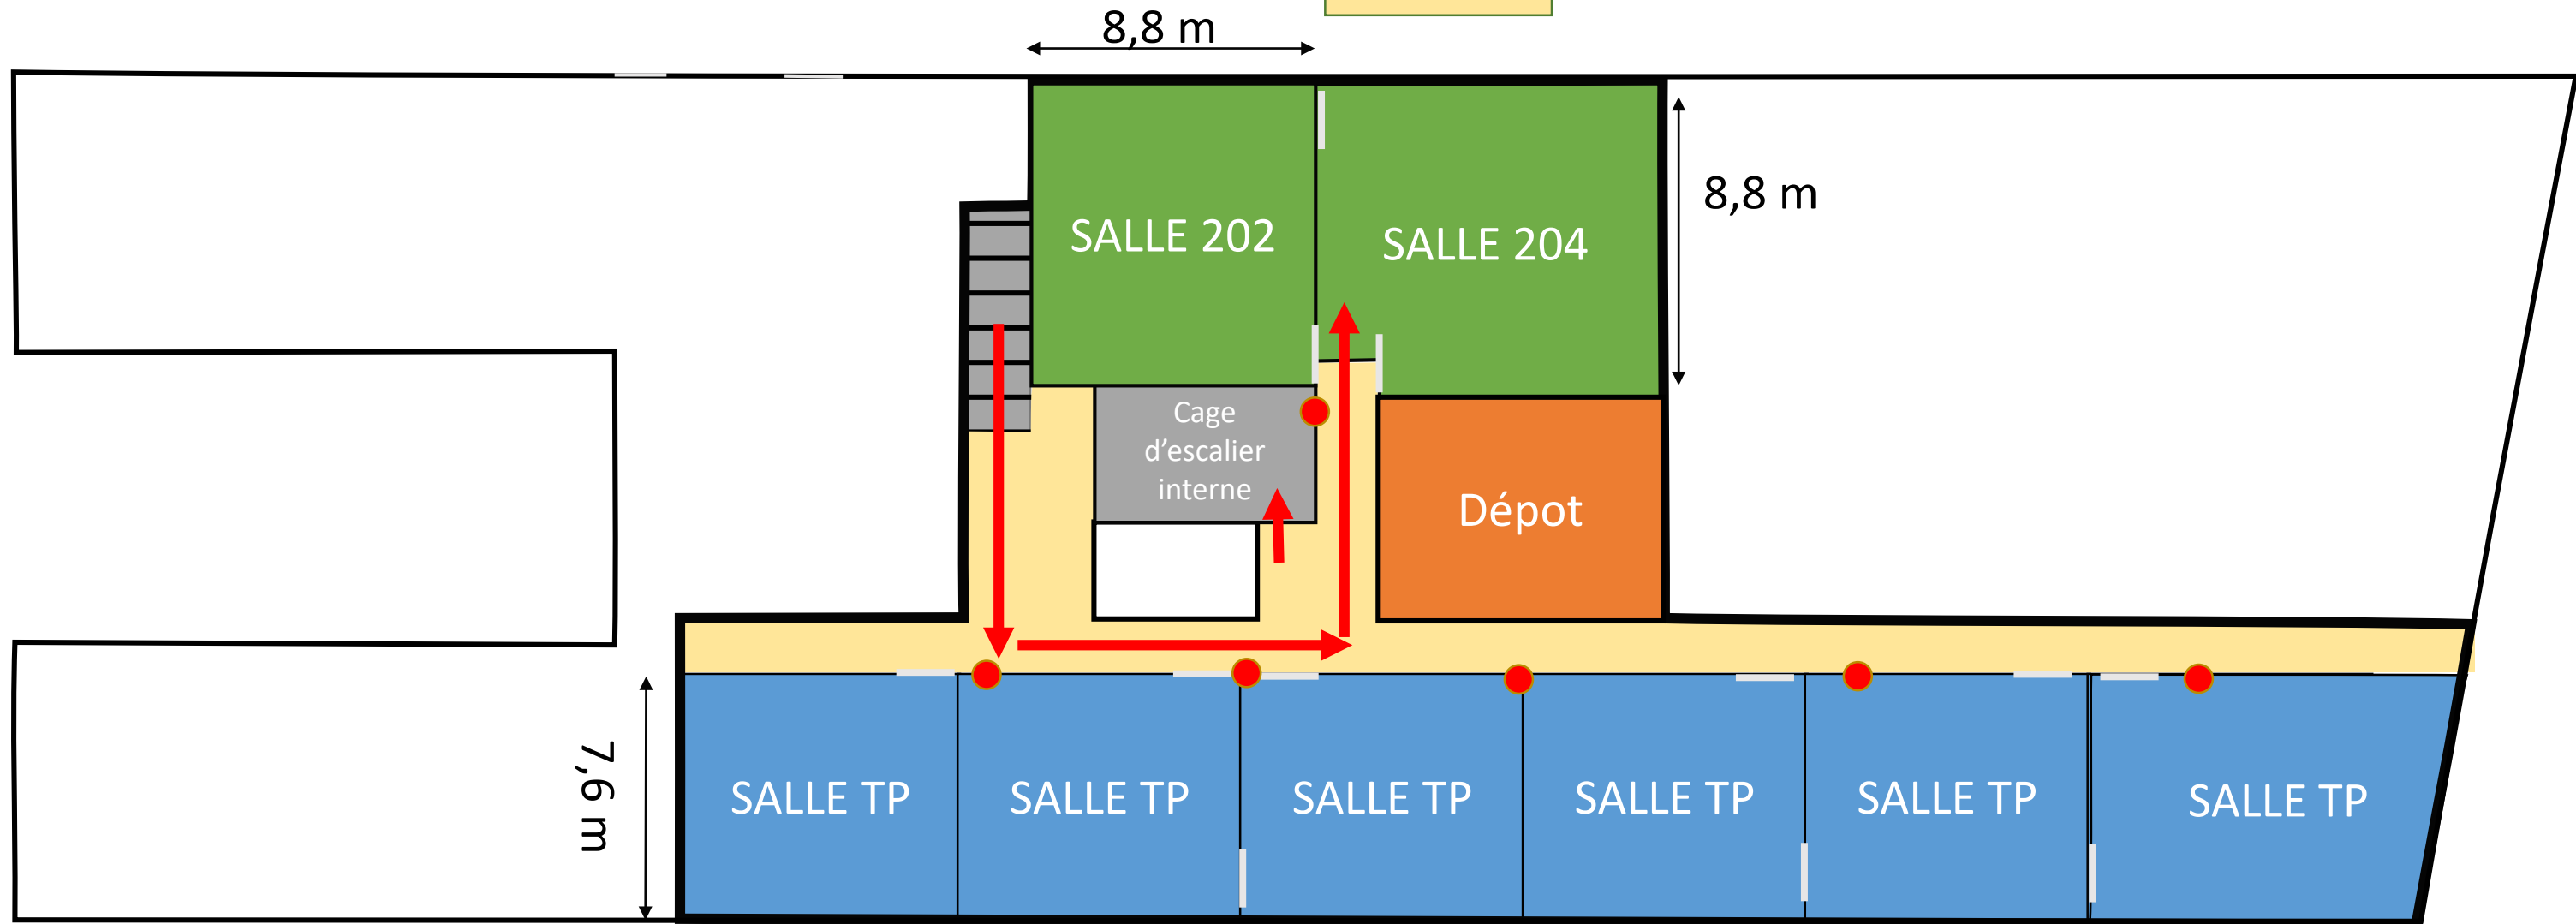 8,8 m
8,8 m
SALLE 202
SALLE 204
Cage
d'escalier
interne
Dépot
7,6 m
SALLE TP
SALLE TP
SALLE TP
SALLE TP
SALLE TP
SALLE TP